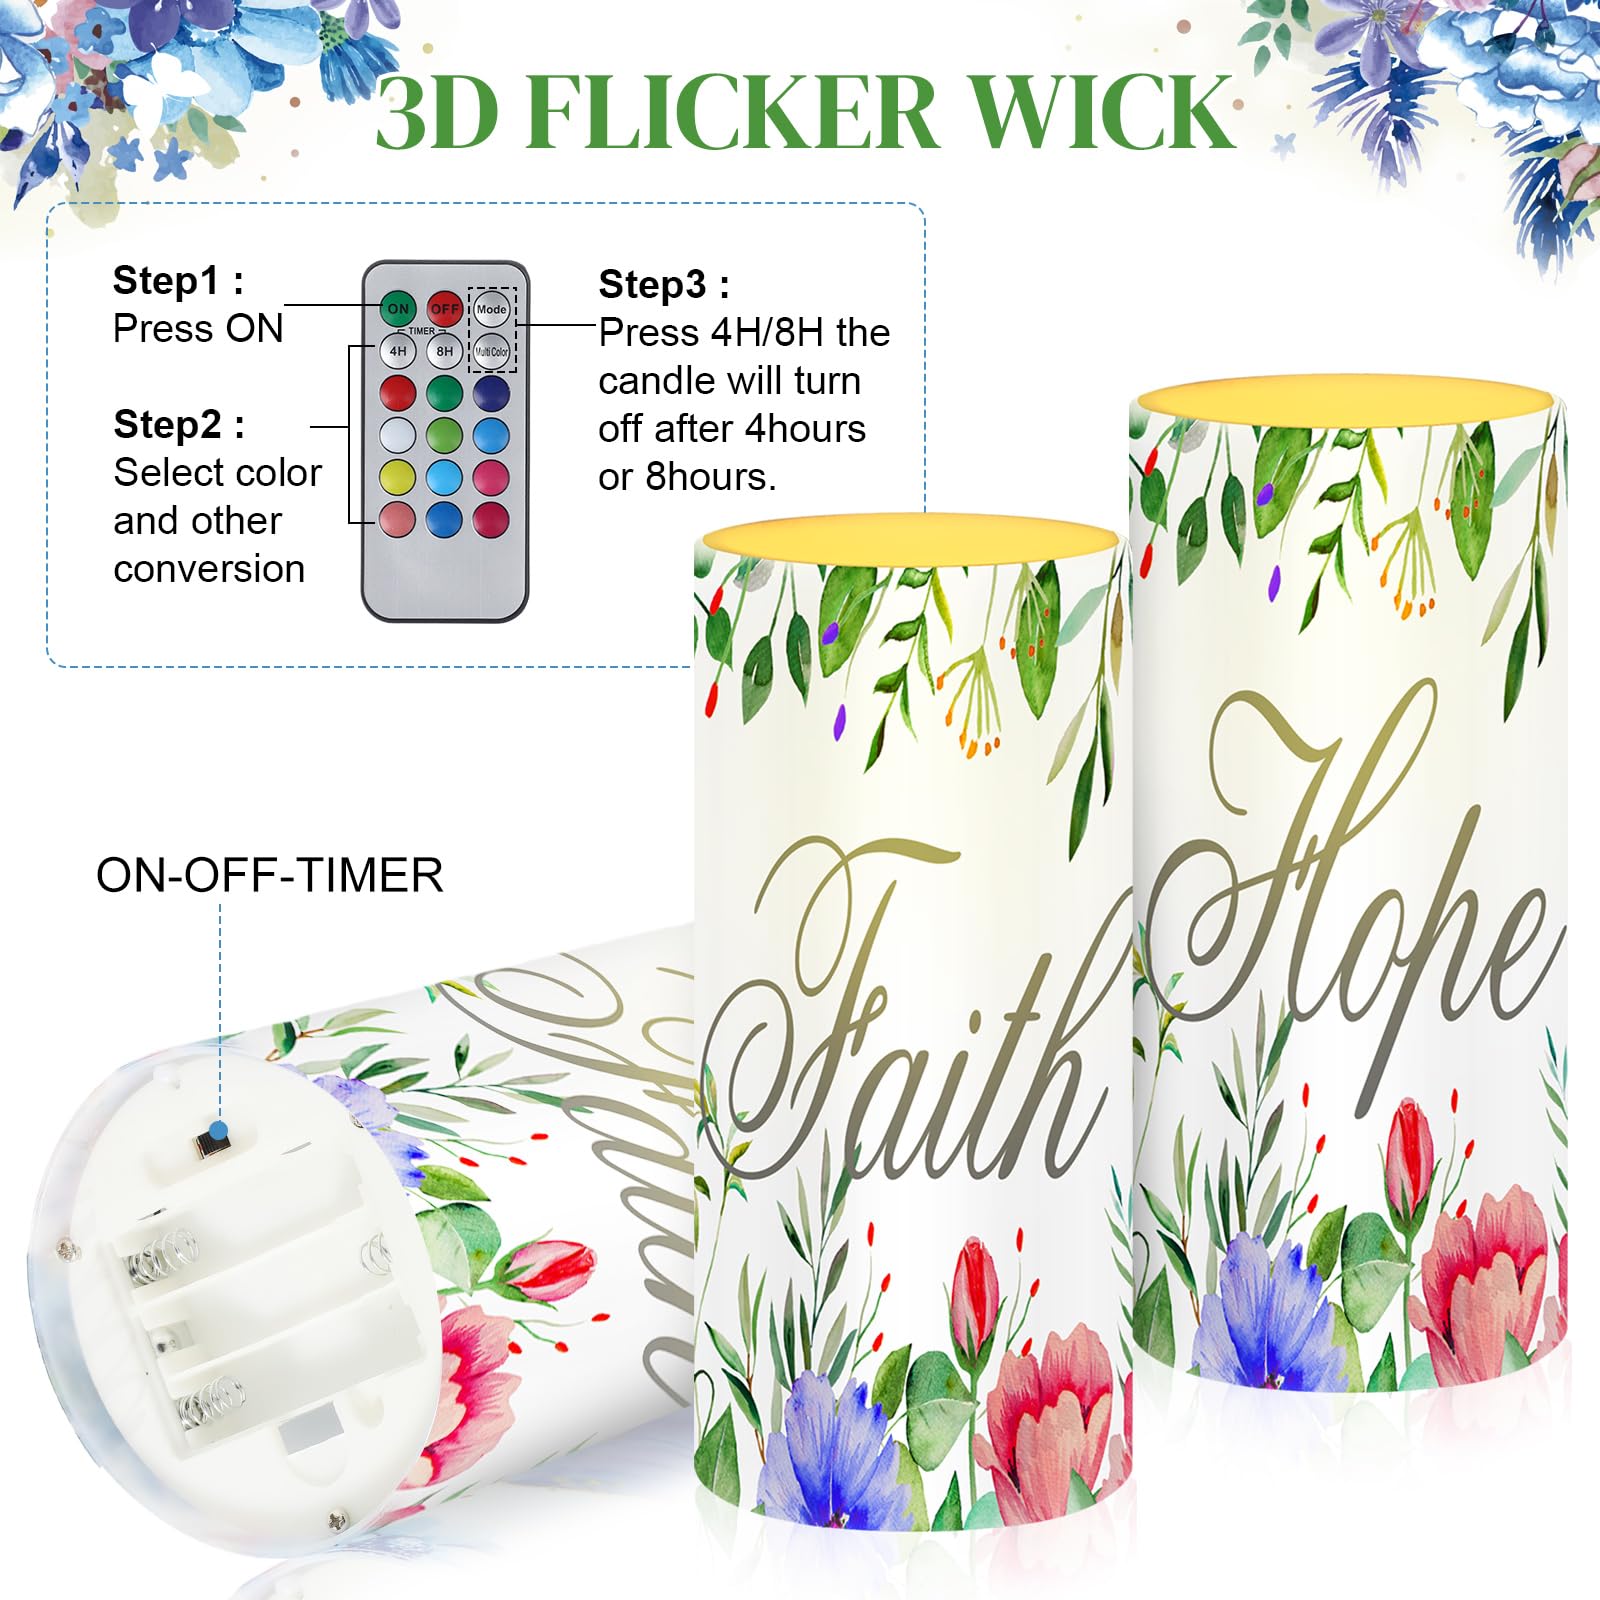 3D FLICKER WICK
Step1 :
Press ON
Step2 :
Select color
and other
conversion
ON
OFF
Mode
TIMER
4H
8H
Multi Color
Step3 :
Press 4H/8H the
candle will turn
off after 4hours
or 8hours.
ON-OFF-TIMER
Faith
Faith
Hope